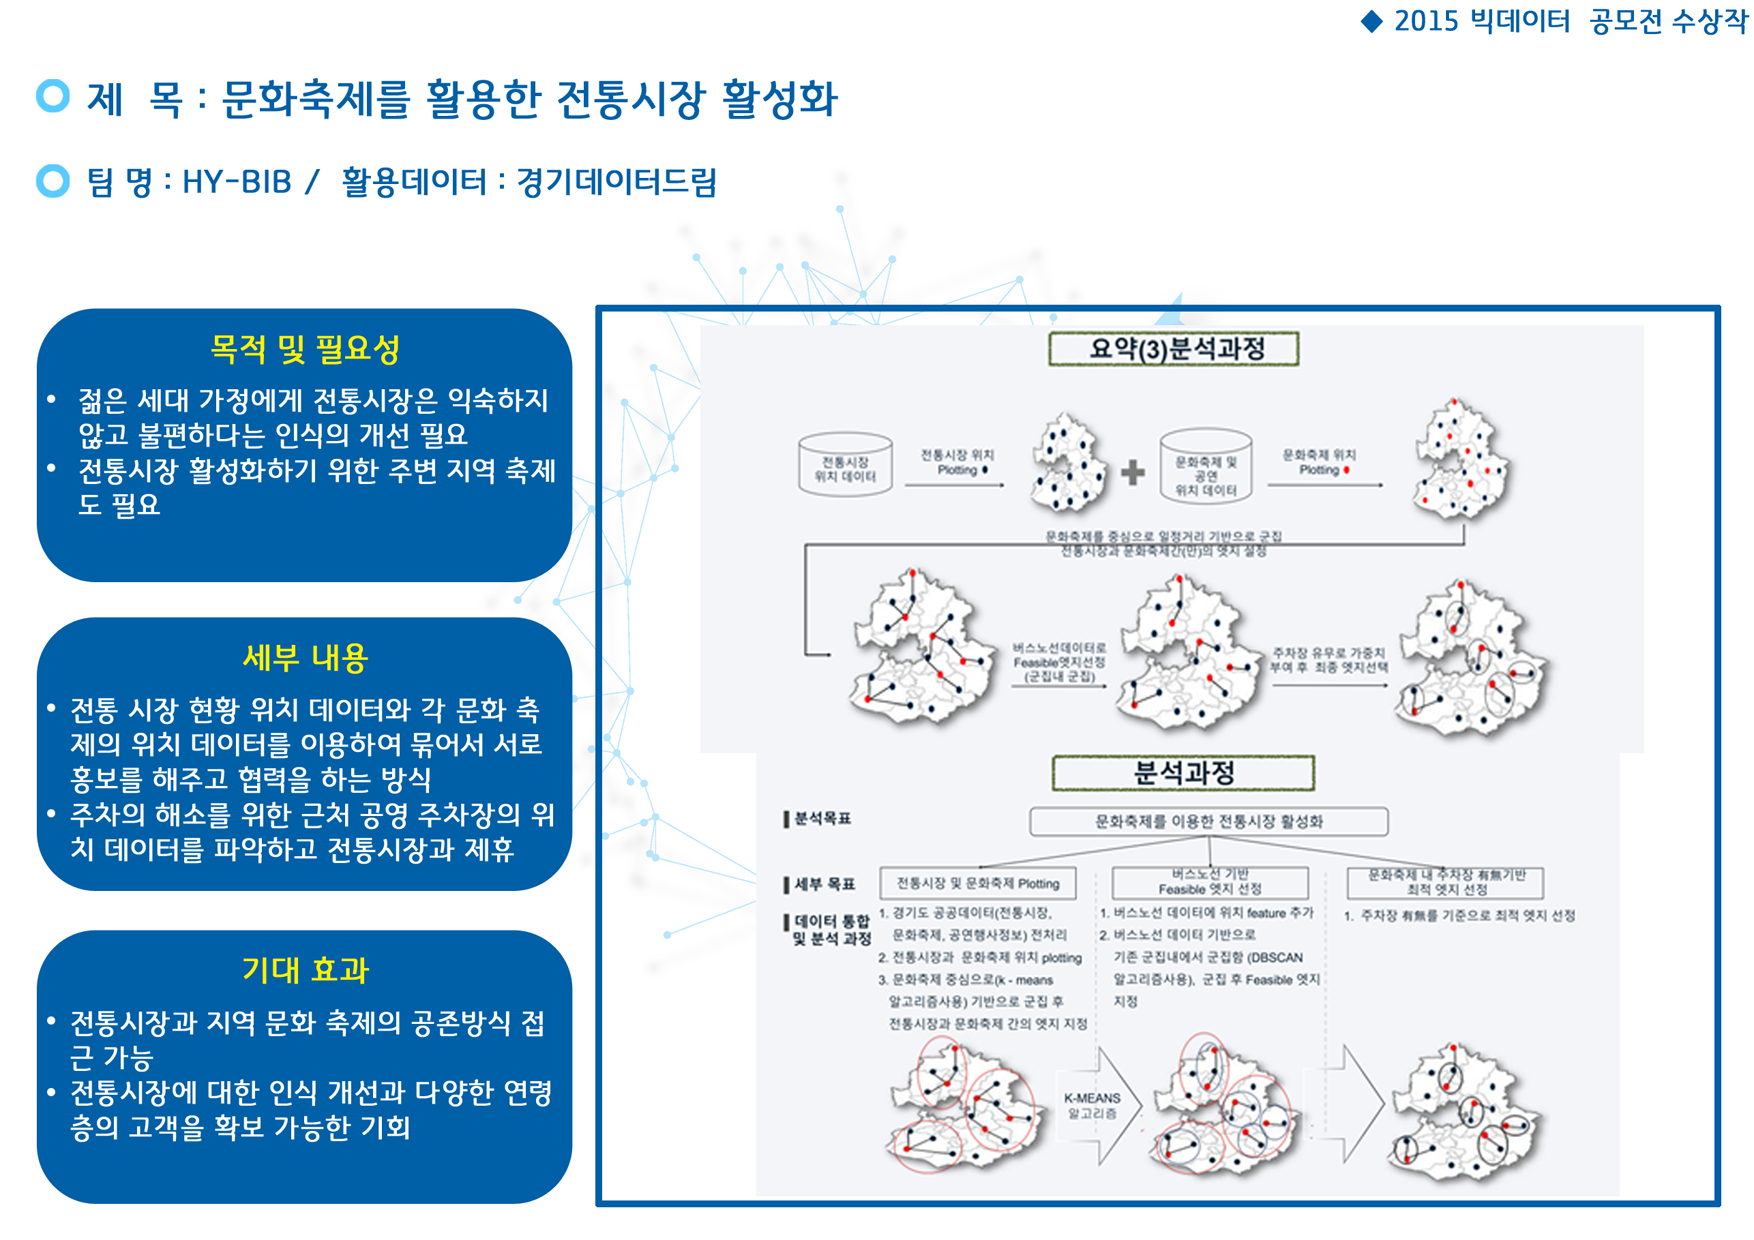 ◆ 2015 빅데이터 공모전 수상작
제 목 : 문화축제를 활용한 전통시장 활성화
팀 명 : HY-BIB / 활용데이터 : 경기데이터드림
목적 및 필요성
• 젊은 세대 가정에게 전통시장은 익숙하지
않고 불편하다는 인식의 개선 필요
• 전통시장 활성화하기 위한 주변 지역 축제
도 필요
세부 내용
• 전통 시장 현황 위치 데이터와 각 문화 축
제의 위치 데이터를 이용하여 묶어서 서로
홍보를 해주고 협력을 하는 방식
• 주차의 해소를 위한 근처 공영 주차장의 위
치 데이터를 파악하고 전통시장과 제휴
기대 효과
• 전통시장과 지역 문화 축제의 공존방식 접
근 가능
• 전통시장에 대한 인식 개선과 다양한 연령
층의 고객을 확보 가능한 기회
요약(3)분석과정
전통시장
위치 데이터
전통시장 위치
Plotting
문화축제 및
공연
위치 데이터
문화축제 위치
Plotting
문화축제를 중심으로 일정거리 기반으로 군집
전통시장과 문화축제간(만)의 엣지 설정
버스노선데이터로
Feasible엣지선정
(군집내 군집)
주차장 유무로 가중치
부여 후 최종 엣지선택
분석과정
분석목표
문화축제를 이용한 전통시장 활성화
세부 목표
전통시장 및 문화축제 Plotting
버스노선 기반
Feasible 엣지 선정
문화축제 내 주차장 有無기반
최적 엣지 선정
데이터 통합
및 분석 과정
1. 경기도 공공데이터(전통시장,
문화축제, 공연행사정보) 전처리
2. 전통시장과 문화축제 위치 plotting
3. 문화축제 중심으로(k - means
알고리즘사용) 기반으로 군집 후
전통시장과 문화축제 간의 엣지 지정
1. 버스노선 데이터에 위치 feature 추가
2. 버스노선 데이터 기반으로
기존 군집내에서 군집함 (DBSCAN
알고리즘사용), 군집 후 Feasible 엣지
지정
1. 주차장 有無를 기준으로 최적 엣지 선정
K-MEANS
알고리즘